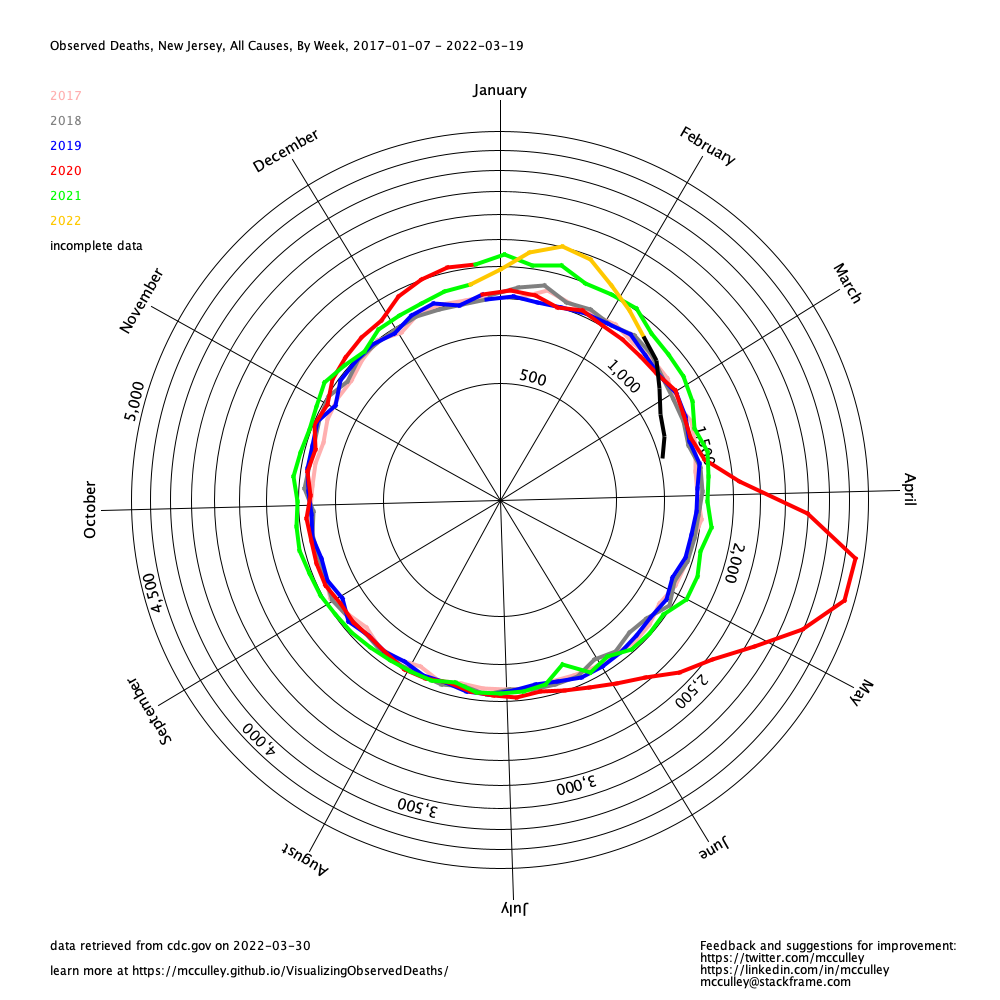 Observed Deaths, New Jersey, All Causes, By Week, 2017-01-07 - 2022-03-19
2017
2018
2019
2020
2021
2022
incomplete data
January
February
March
April
May
June
July
August
September
October
November
December
500
1,000
1,500
2,000
2,500
3,000
3,500
4,000
4,500
5,000
data retrieved from cdc.gov on 2022-03-30
learn more at https://mcculley.github.io/VisualizingObservedDeaths/
Feedback and suggestions for improvement:
https://twitter.com/mcculley
https://linkedin.com/in/mcculley
mcculley@stackframe.com